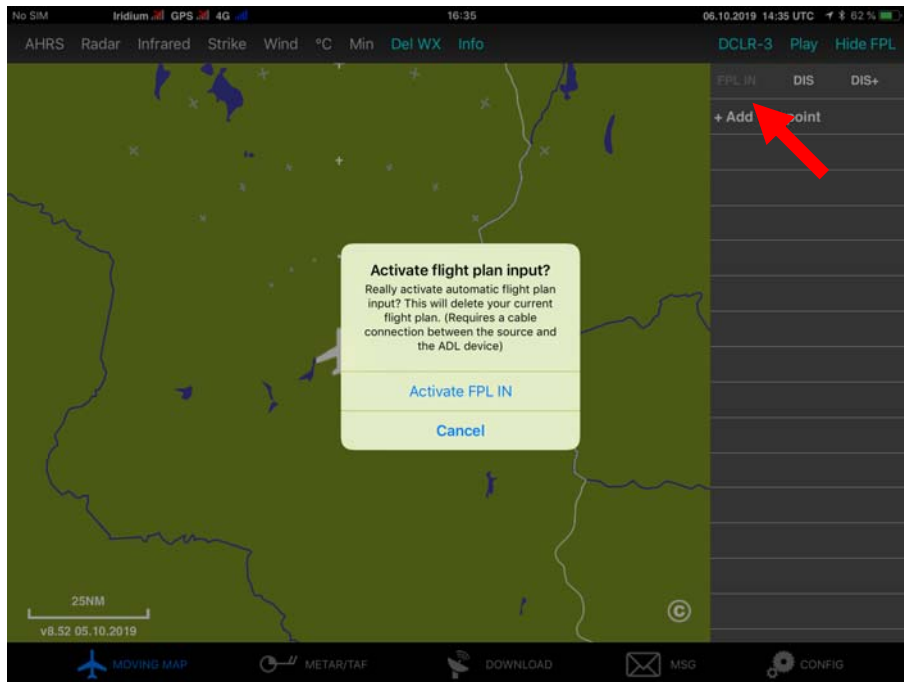 No SIM Iridium GPS 4G 16:35 06.10.2019 14:35 UTC 62 %
AHRS Radar Infrared Strike Wind °C Min Del WX Info DCLR-3 Play Hide FPL
FPL IN DIS DIS+
+ Add point
Activate flight plan input?
Really activate automatic flight plan
input? This will delete your current
flight plan. (Requires a cable
connection between the source and
the ADL device)
Activate FPL IN
Cancel
25NM
©
v8.52 05.10.2019
MOVING MAP METAR/TAF DOWNLOAD MSG CONFIG